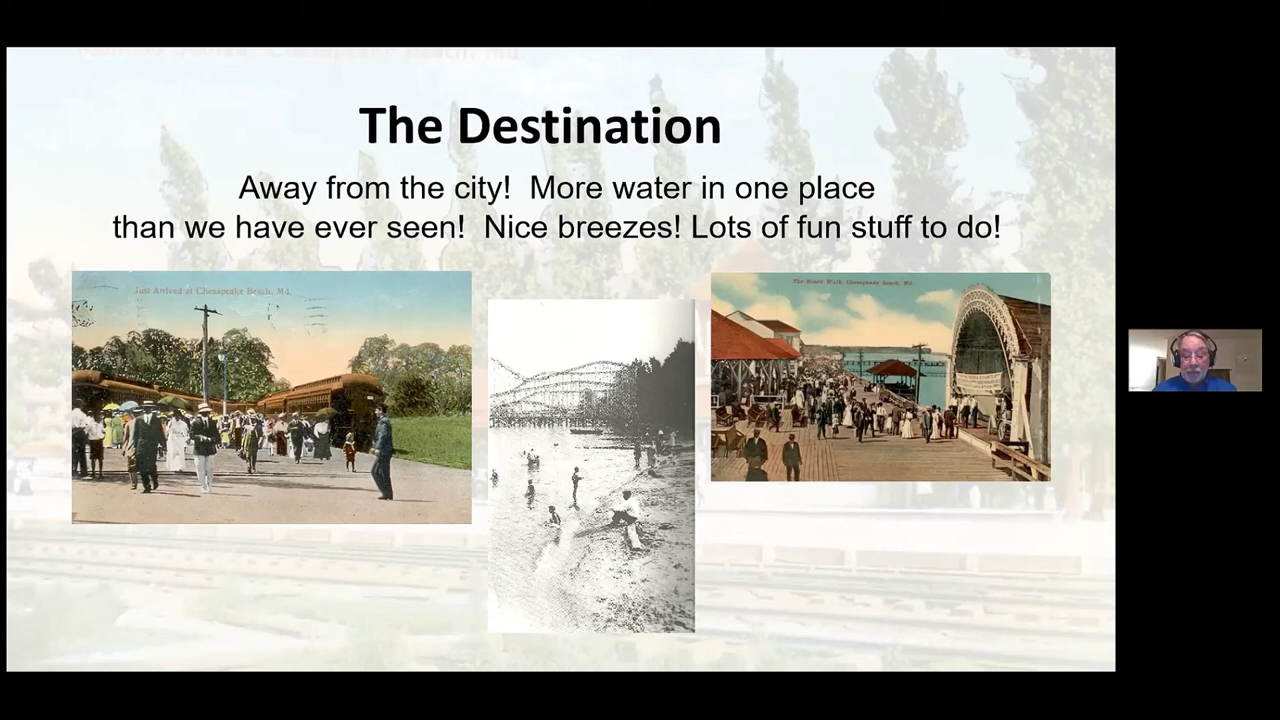 The Destination
Away from the city!  More water in one place
than we have ever seen!  Nice breezes! Lots of fun stuff to do!
Just Arrived at Chesapeake Beach, Md.
The Board Walk, Chesapeake Beach, Md.